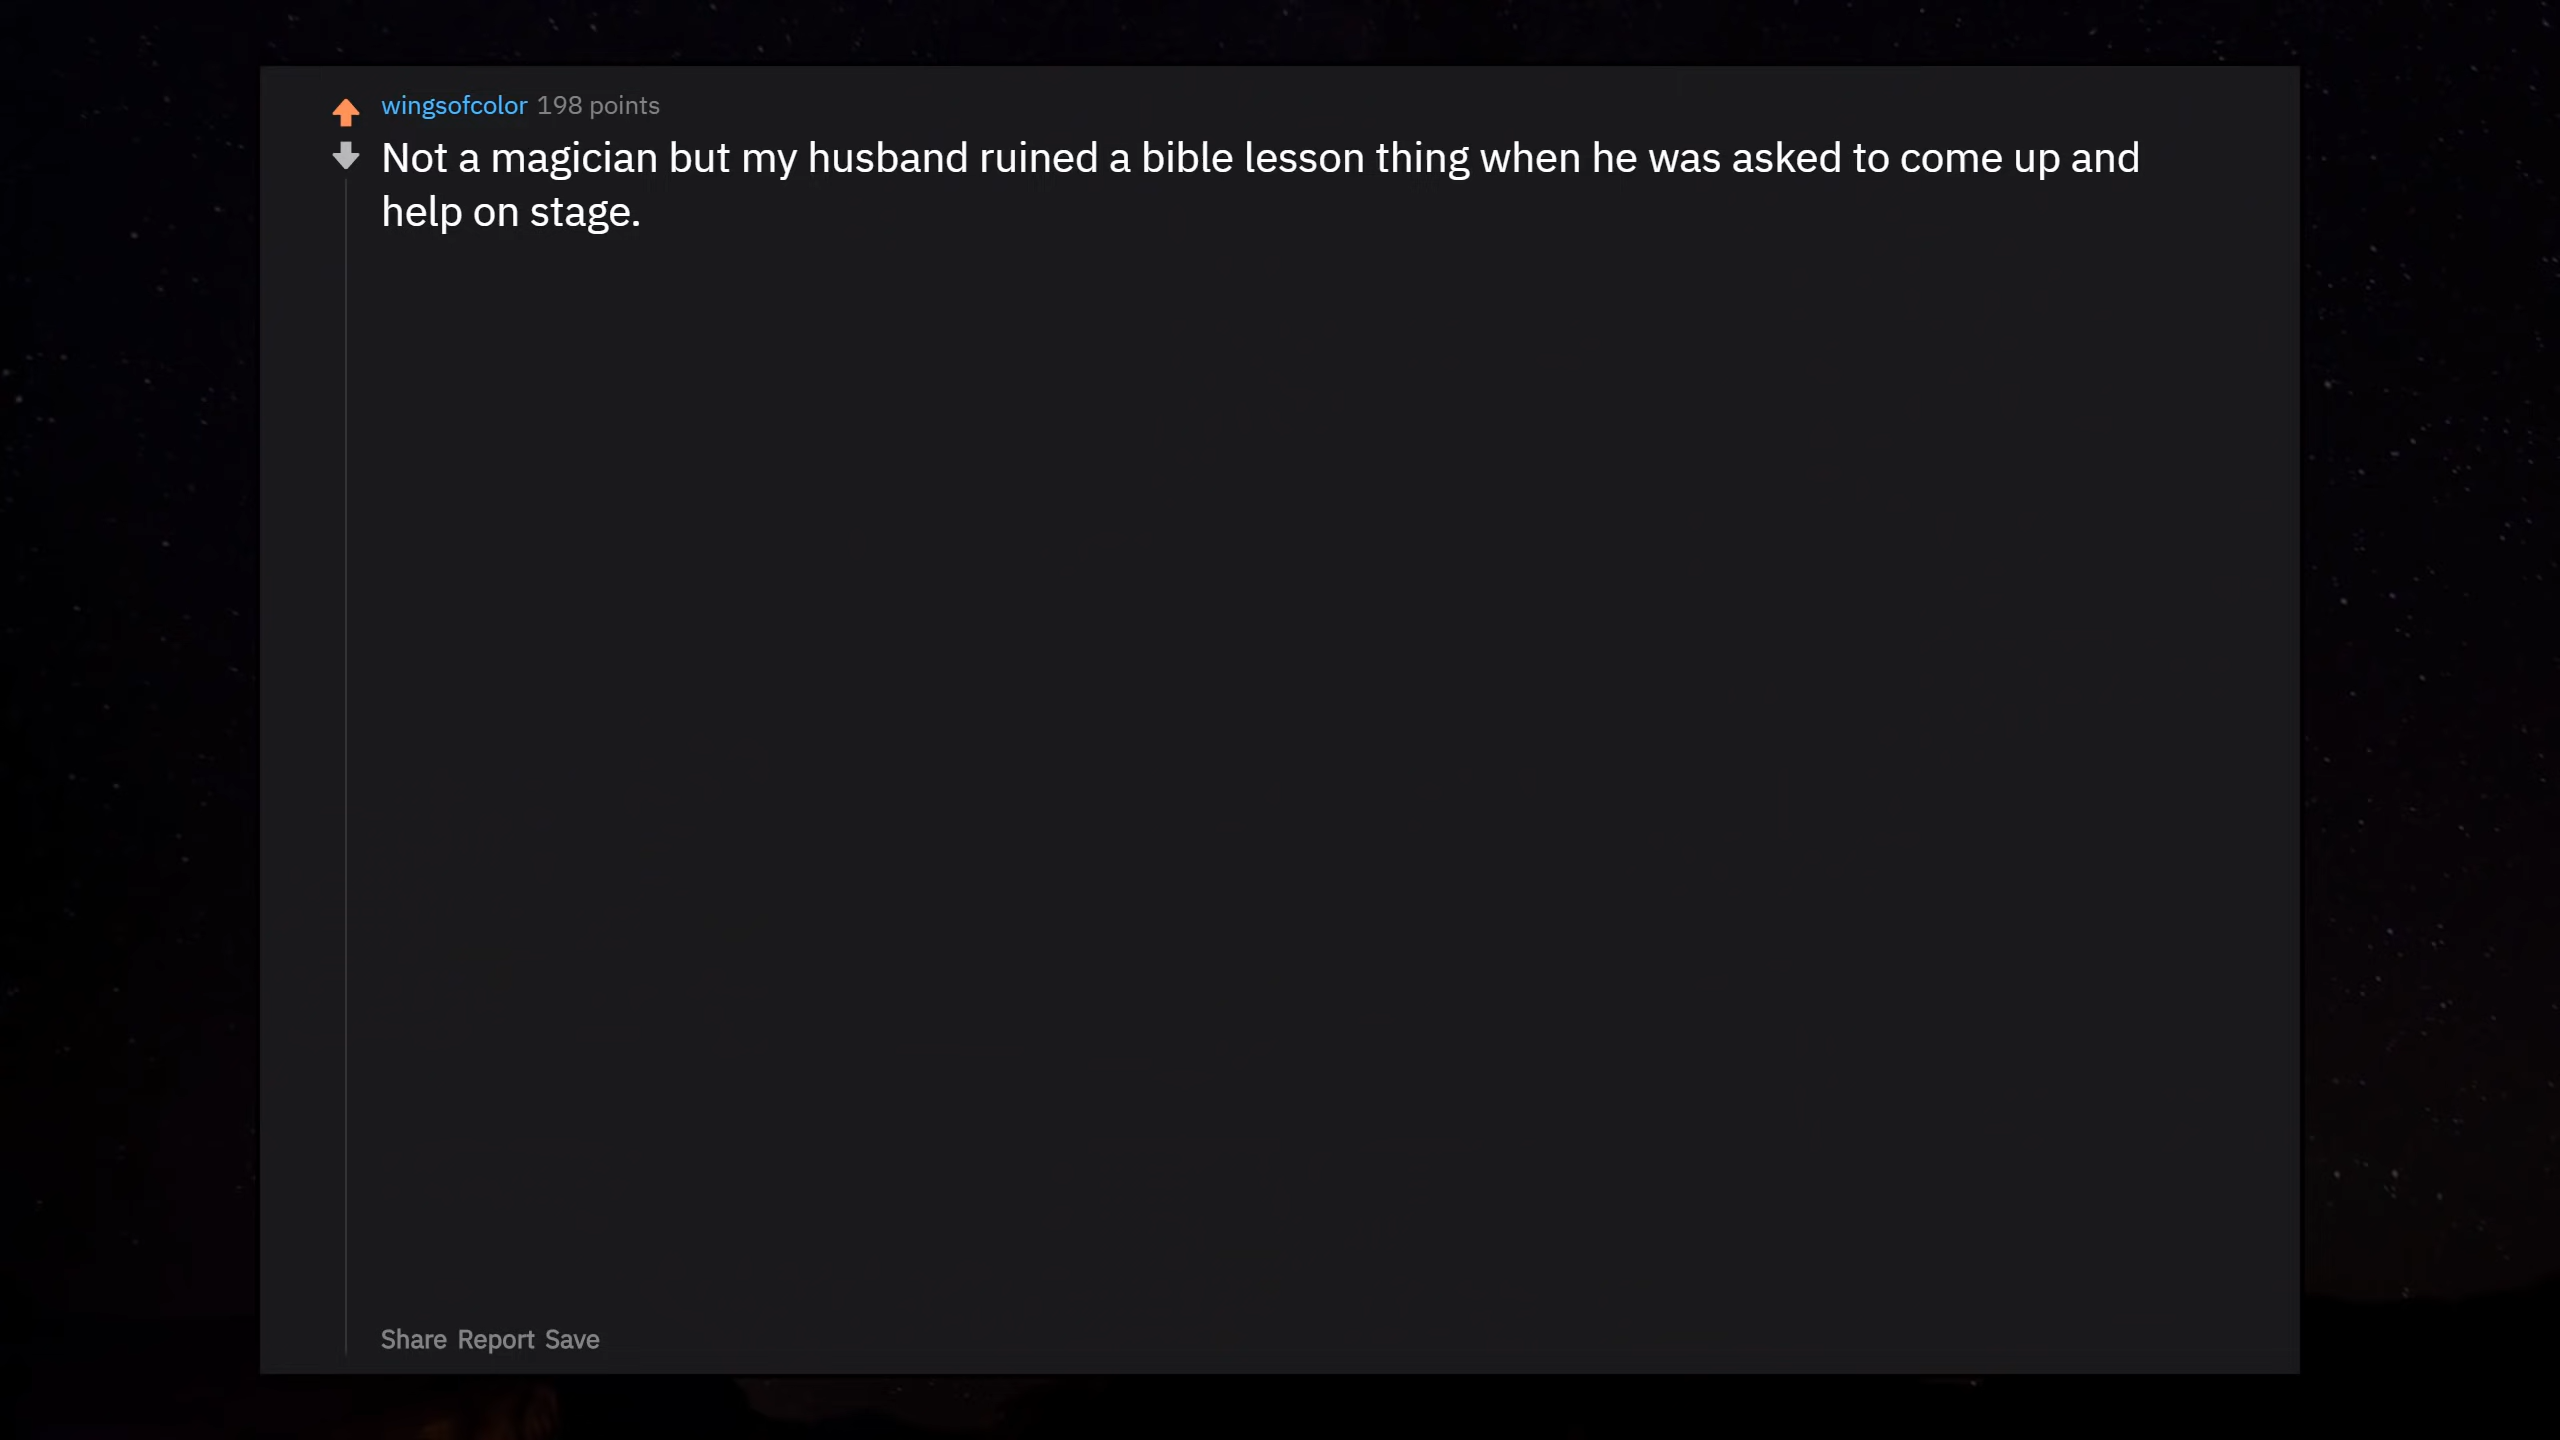 wingsofcolor 198 points
Not a magician but my husband ruined a bible lesson thing when he was asked to come up and
help on stage.
Share Report Save